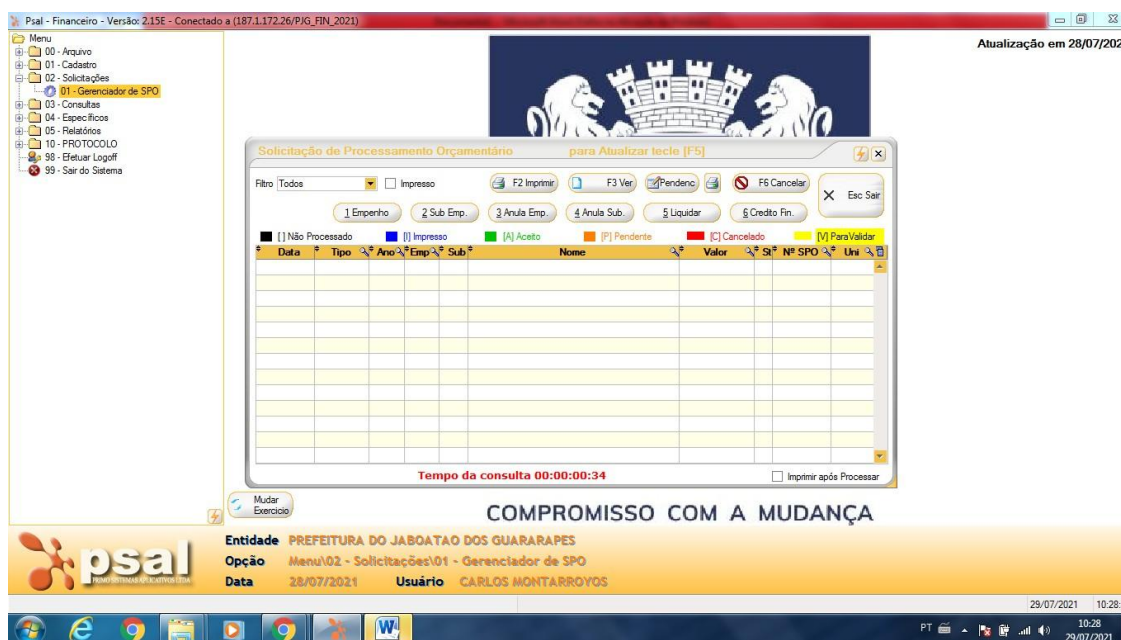 Psal - Financeiro - Versão: 2.15E - Conectado a (187.1.172.26/PJG_FIN_2021)
Menu
00 - Arquivo
01 - Cadastro
02 - Solicitações
01 - Gerenciador de SPO
03 - Consultas
04 - Específicos
05 - Relatórios
10 - PROTOCOLO
98 - Efetuar Logoff
99 - Sair do Sistema
Atualização em 28/07/202
Solicitação de Processamento Orçamentário para Atualizar tecle [F5]
Filtro Todos Impresso F2 Imprimir F3 Ver Pendenc F6 Cancelar Esc Sair
1 Empenho 2 Sub Emp. 3 Anula Emp. 4 Anula Sub. 5 Liquidar 6 Credito Fin.
[ ] Não Processado [I] Impresso [A] Aceito [P] Pendente [C] Cancelado [V] Para Validar
Data Tipo Ano Emp Sub Nome Valor St Nº SPO Uni
Tempo da consulta 00:00:00:34
Imprimir após Processar
Mudar
Exercicio
COMPROMISSO COM A MUDANÇA
psal
PRIMO SISTEMAS APLICATIVOS LTDA
Entidade PREFEITURA DO JABOATAO DOS GUARARAPES
Opção Menu\02 - Solicitações\01 - Gerenciador de SPO
Data 28/07/2021 Usuário CARLOS MONTARROYOS
29/07/2021 10:28:
PT 10:28
29/07/2021